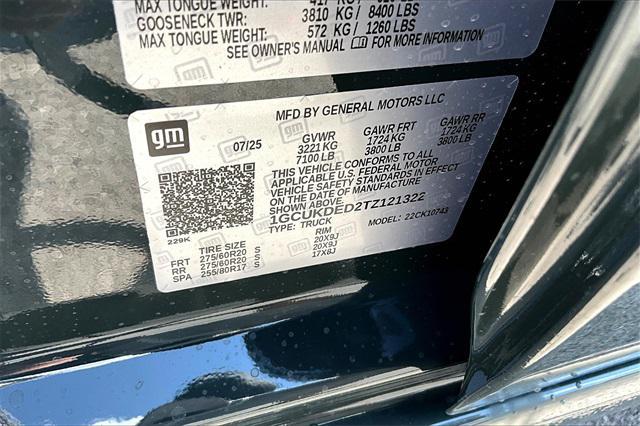 MAX TONGUE WEIGHT:
GOOSENECK TWR: 3810 KG / 8400 LBS
MAX TONGUE WEIGHT: 572 KG / 1260 LBS
SEE OWNER'S MANUAL FOR MORE INFORMATION
gm
MFD BY GENERAL MOTORS LLC
07/25 GVWR GAWR FRT GAWR RR
3221 KG 1724 KG 1724 KG
7100 LB 3800 LB 3800 LB
THIS VEHICLE CONFORMS TO ALL
APPLICABLE U.S. FEDERAL MOTOR
VEHICLE SAFETY STANDARDS IN EFFECT
ON THE DATE OF MANUFACTURE
SHOWN ABOVE.
1GCUKDED2TZ121322
TYPE: TRUCK MODEL: 22CK10743
229K
TIRE SIZE RIM
FRT 275/60R20 S 20X9J
RR 275/60R20 S 20X9J
SPA 255/80R17 S 17X8J